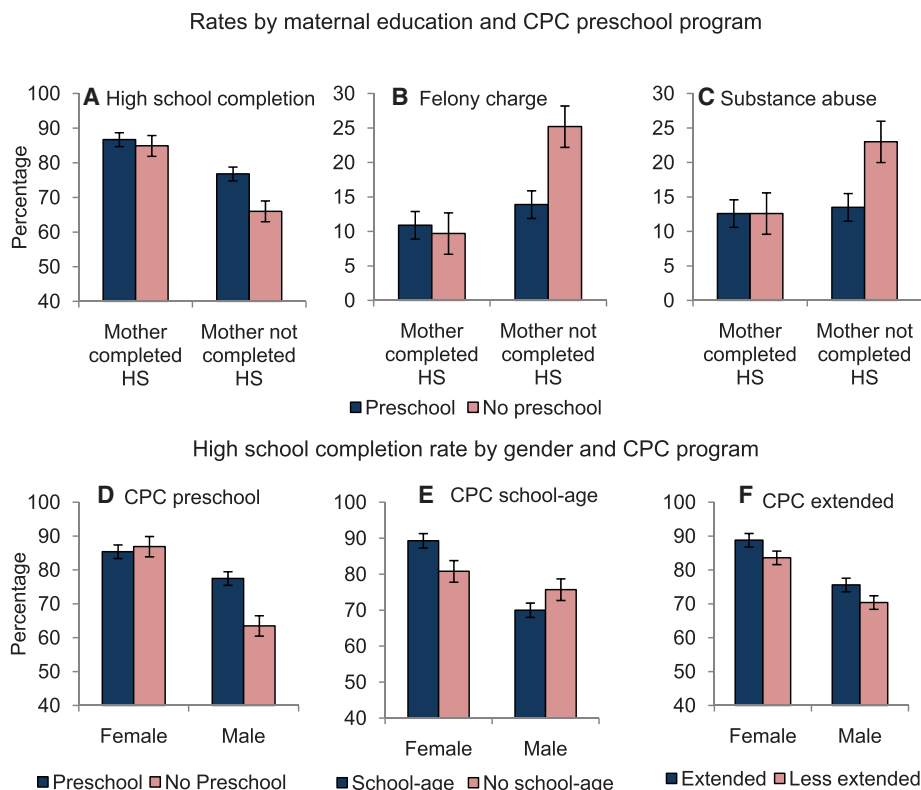 Rates by maternal education and CPC preschool program
A High school completion
B Felony charge
C Substance abuse
Percentage
100
90
80
70
60
50
40
Mother
completed
HS
Mother not
completed
HS
30
25
20
15
10
5
0
Mother
completed
HS
Mother not
completed
HS
30
25
20
15
10
5
0
Mother
completed
HS
Mother not
completed
HS
Preschool No preschool
High school completion rate by gender and CPC program
D CPC preschool
E CPC school-age
F CPC extended
Percentage
100
90
80
70
60
50
40
Female Male
Preschool No Preschool
100
90
80
70
60
50
40
Female Male
School-age No school-age
100
90
80
70
60
50
40
Female Male
Extended Less extended